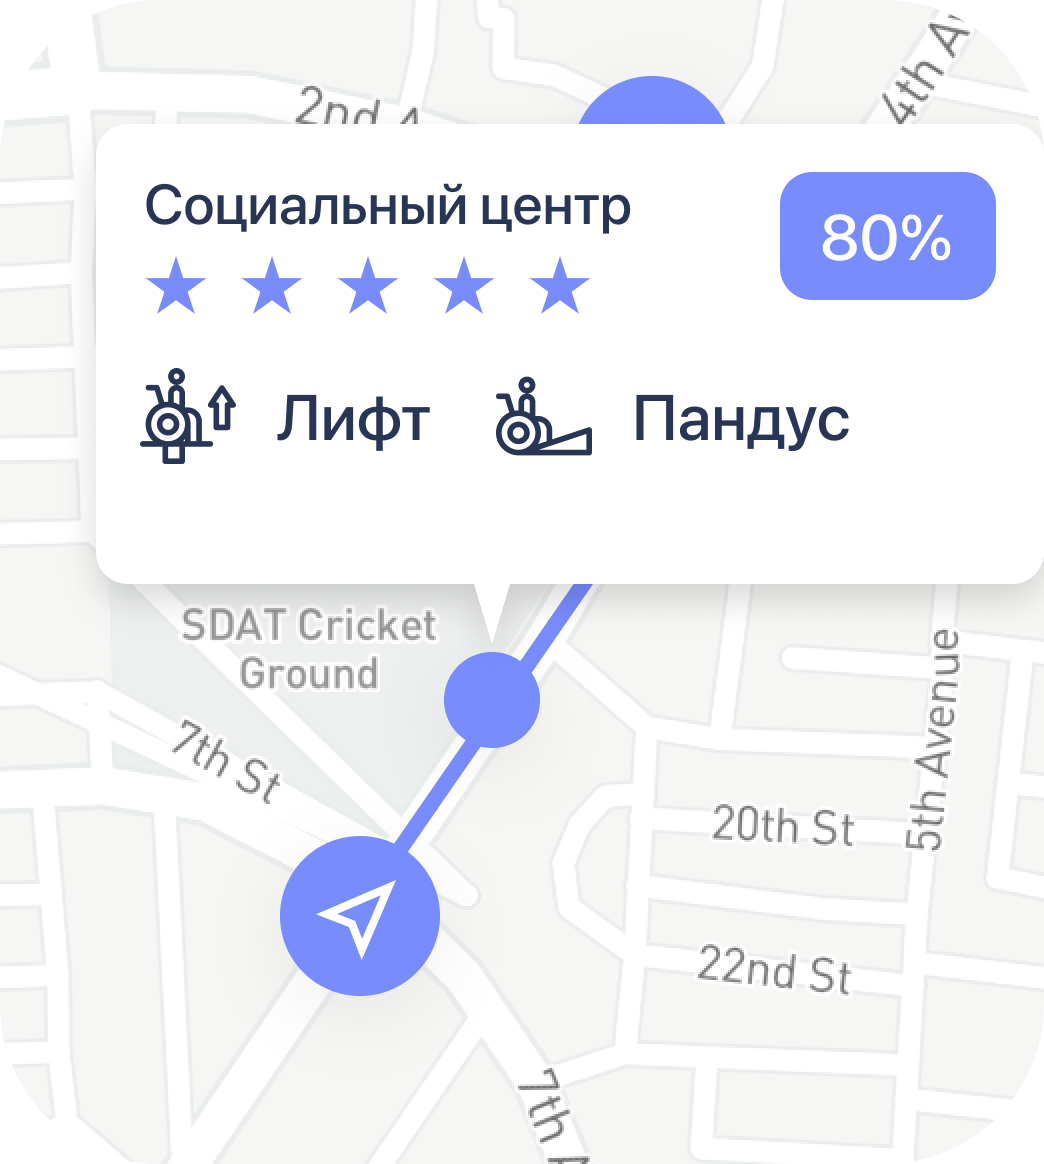 2nd A
4th Av
Социальный центр
80%
Лифт Пандус
SDAT Cricket
Ground
5th Avenue
7th St
20th St
22nd St
7th A